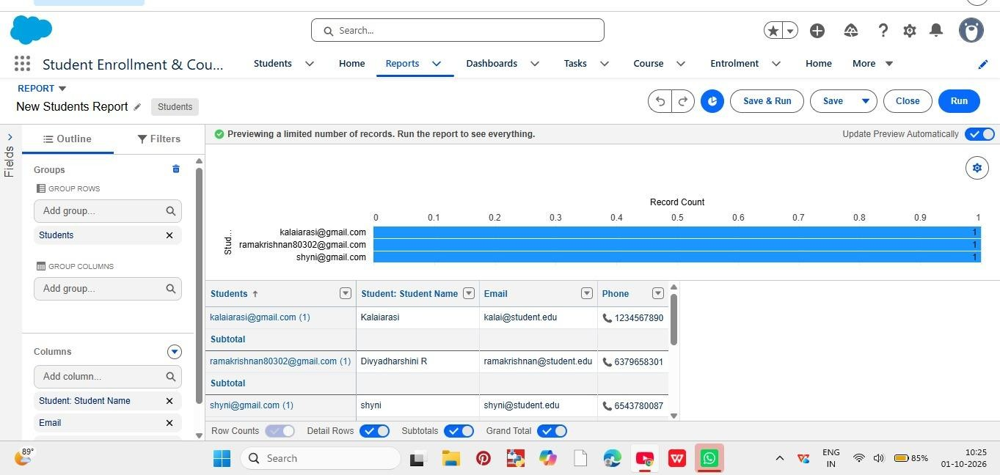 Search...
Student Enrollment & Cou...
Students
Home
Reports
Dashboards
Tasks
Course
Entrolment
Home
More
REPORT
New Students Report
Students
Save & Run
Save
Close
Run
Fields
Outline
Filters
Previewing a limited number of records. Run the report to see everything.
Update Preview Automatically
Groups
GROUP ROWS
Add group...
Students
GROUP COLUMNS
Add group...
Columns
Add column...
Student: Student Name
Email
Record Count
0 0.1 0.2 0.3 0.4 0.5 0.6 0.7 0.8 0.9 1
Stud...
kalaiarasi@gmail.com 1
ramakrishnan80302@gmail.com 1
shyni@gmail.com 1
Students Student: Student Name Email Phone
kalaiarasi@gmail.com (1) Kalaiarasi kalai@student.edu 1234567890
Subtotal
ramakrishnan80302@gmail.com (1) Divyadharshini R ramakrishnan@student.edu 6379658301
Subtotal
shyni@gmail.com (1) shyni shyni@student.edu 6543780087
Row Counts Detail Rows Subtotals Grand Total
89°
Search
ENG
IN
85%
10:25
01-10-2026